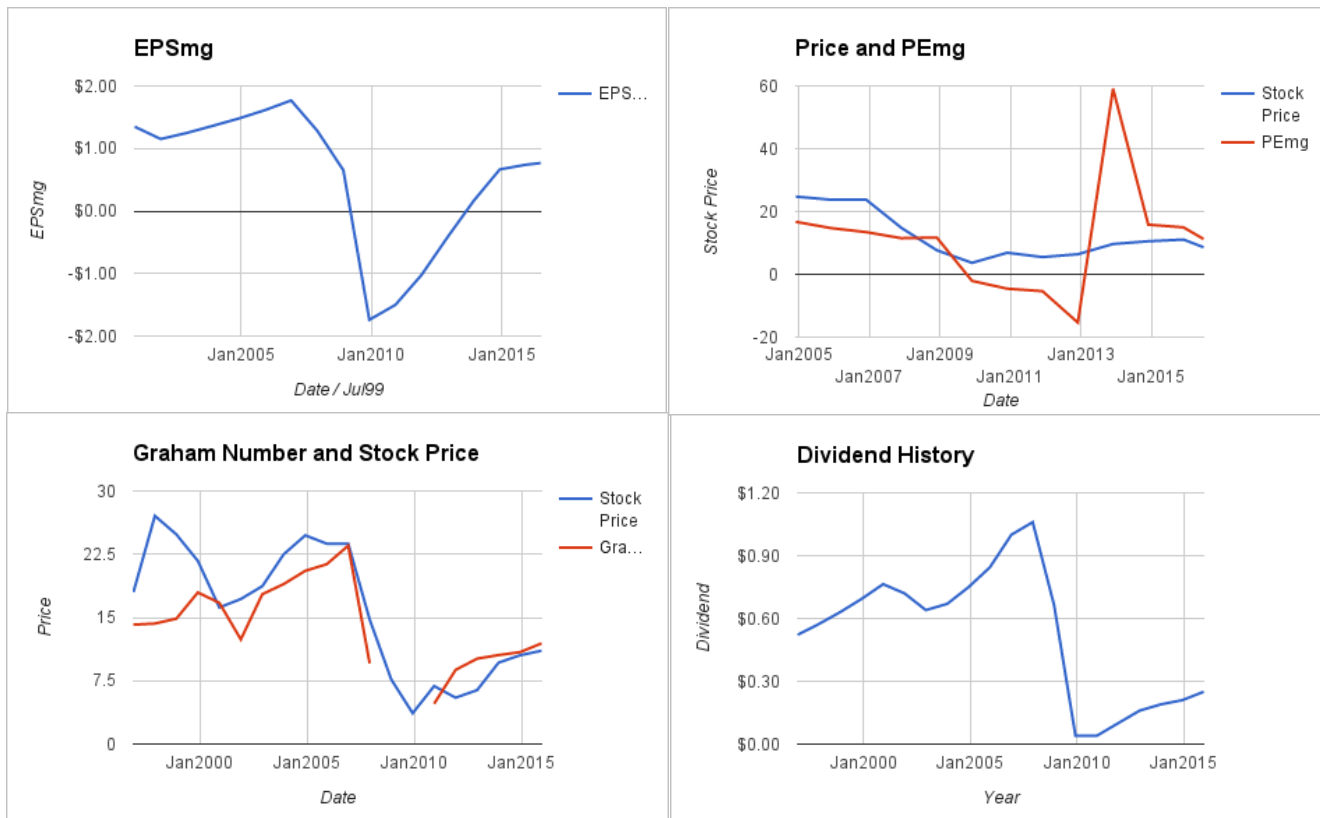 EPSmg
$2.00
$1.00
$0.00
-$1.00
-$2.00
EPSmg
Jan2005 Jan2010 Jan2015
Date / Jul99
EPS...
Price and PEmg
60
40
20
0
-20
Stock Price
Jan2005 Jan2009 Jan2013
Jan2007 Jan2011 Jan2015
Date
Stock
Price
PEmg
Graham Number and Stock Price
30
22.5
15
7.5
0
Price
Jan2000 Jan2005 Jan2010 Jan2015
Date
Stock
Price
Gra...
Dividend History
$1.20
$0.90
$0.60
$0.30
$0.00
Dividend
Jan2000 Jan2005 Jan2010 Jan2015
Year